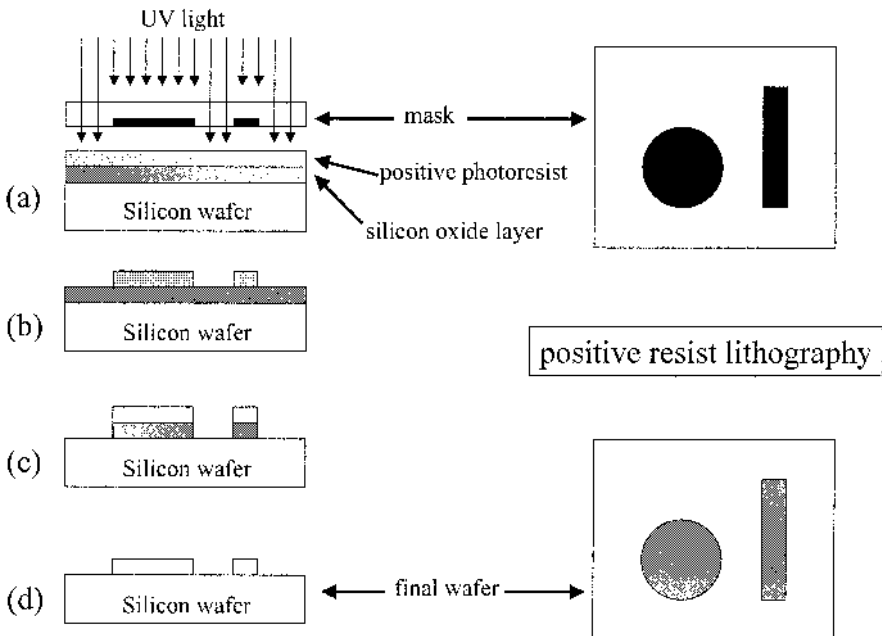 UV light
mask
positive photoresist
(a)
Silicon wafer
silicon oxide layer
(b)
Silicon wafer
positive resist lithography
(c)
Silicon wafer
(d)
Silicon wafer
final wafer